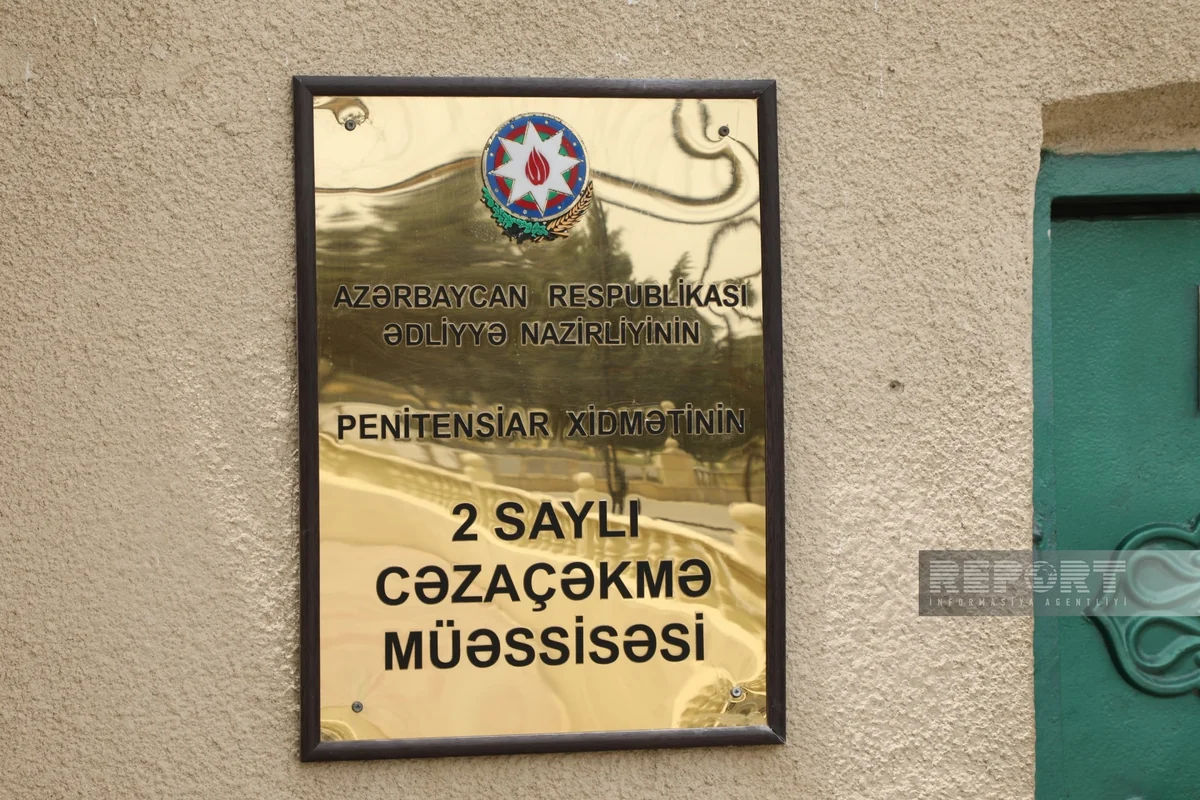 AZƏRBAYCAN RESPUBLİKASI
ƏDLİYYƏ NAZİRLİYİNİN
PENİTENSİAR XİDMƏTİNİN
2 SAYLI
CƏZAÇƏKMƏ
MÜƏSSİSƏSİ
REPORT
İNFORMASİYA AGENTLİYİ